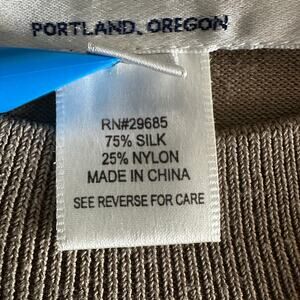 PORTLAND, OREGON
RN#29685
75% SILK
25% NYLON
MADE IN CHINA
SEE REVERSE FOR CARE